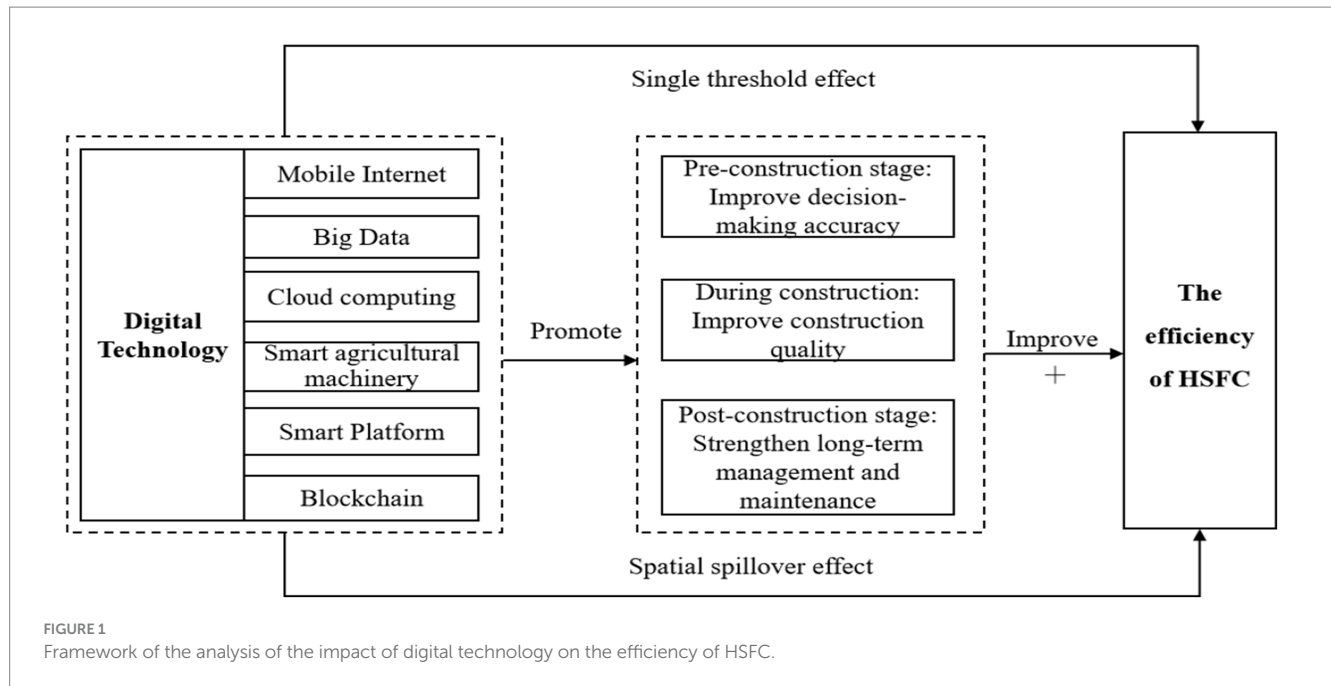 Single threshold effect
Digital
Technology
Mobile Internet
Big Data
Cloud computing
Smart agricultural
machinery
Smart Platform
Blockchain
Promote
Pre-construction stage:
Improve decision-
making accuracy
During construction:
Improve construction
quality
Post-construction stage:
Strengthen long-term
management and
maintenance
Improve
+
The
efficiency
of HSFC
Spatial spillover effect
FIGURE 1
Framework of the analysis of the impact of digital technology on the efficiency of HSFC.